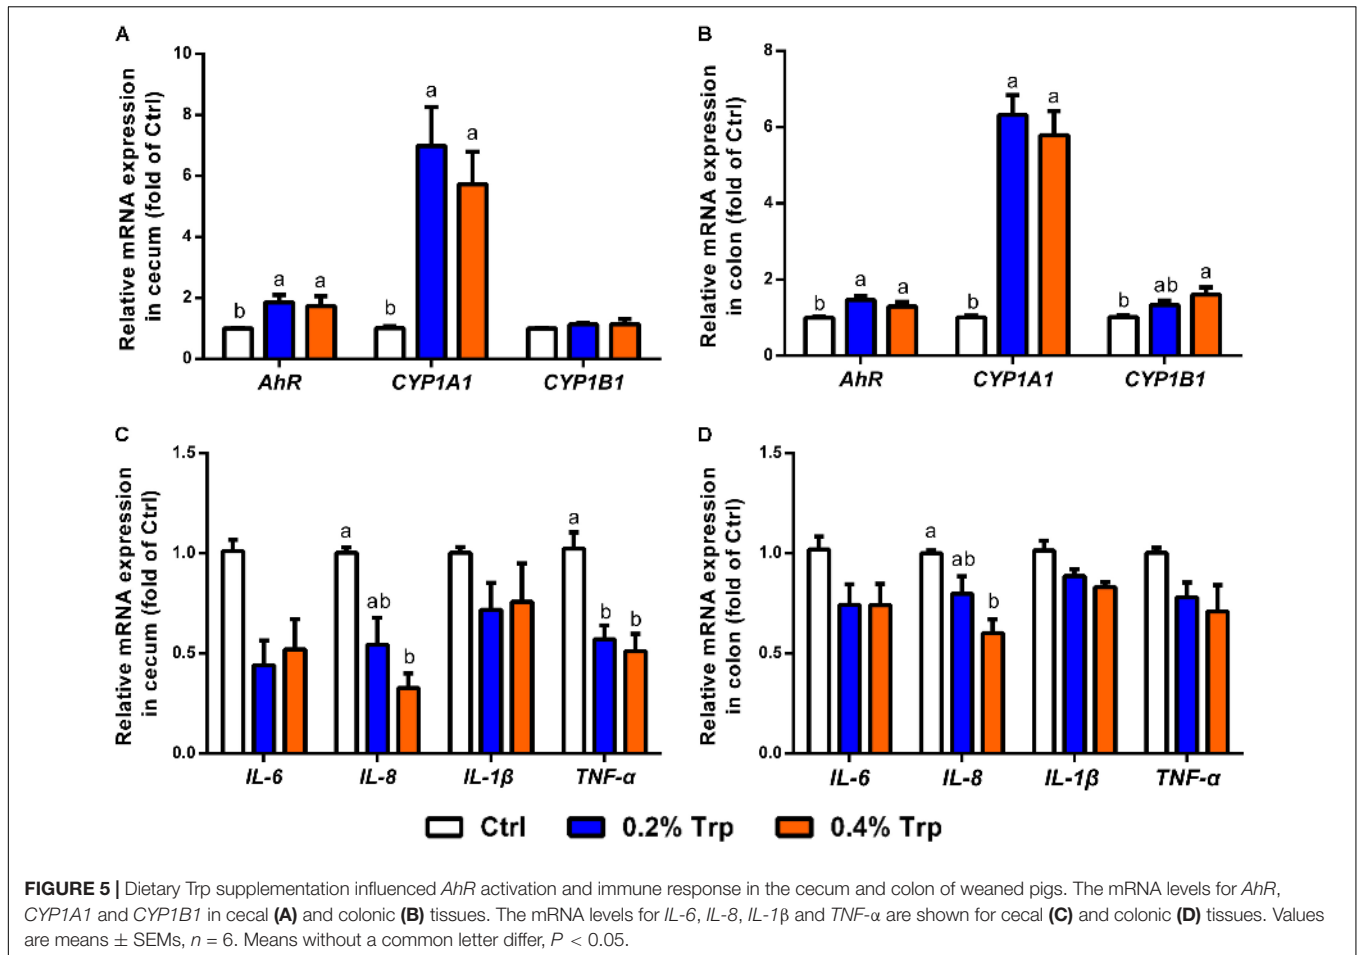 A
Relative mRNA expression
in cecum (fold of Ctrl)
10
8
6
4
2
0
b a a
b a a
AhR CYP1A1 CYP1B1
B
Relative mRNA expression
in colon (fold of Ctrl)
8
6
4
2
0
b a a
b a a
b ab a
AhR CYP1A1 CYP1B1
C
Relative mRNA expression
in cecum (fold of Ctrl)
1.5
1.0
0.5
0.0
a ab b
a b b
IL-6 IL-8 IL-1β TNF-α
D
Relative mRNA expression
in colon (fold of Ctrl)
1.5
1.0
0.5
0.0
a ab b
IL-6 IL-8 IL-1β TNF-α
Ctrl 0.2% Trp 0.4% Trp
FIGURE 5 | Dietary Trp supplementation influenced AhR activation and immune response in the cecum and colon of weaned pigs. The mRNA levels for AhR,
CYP1A1 and CYP1B1 in cecal (A) and colonic (B) tissues. The mRNA levels for IL-6, IL-8, IL-1β and TNF-α are shown for cecal (C) and colonic (D) tissues. Values
are means ± SEMs, n = 6. Means without a common letter differ, P < 0.05.